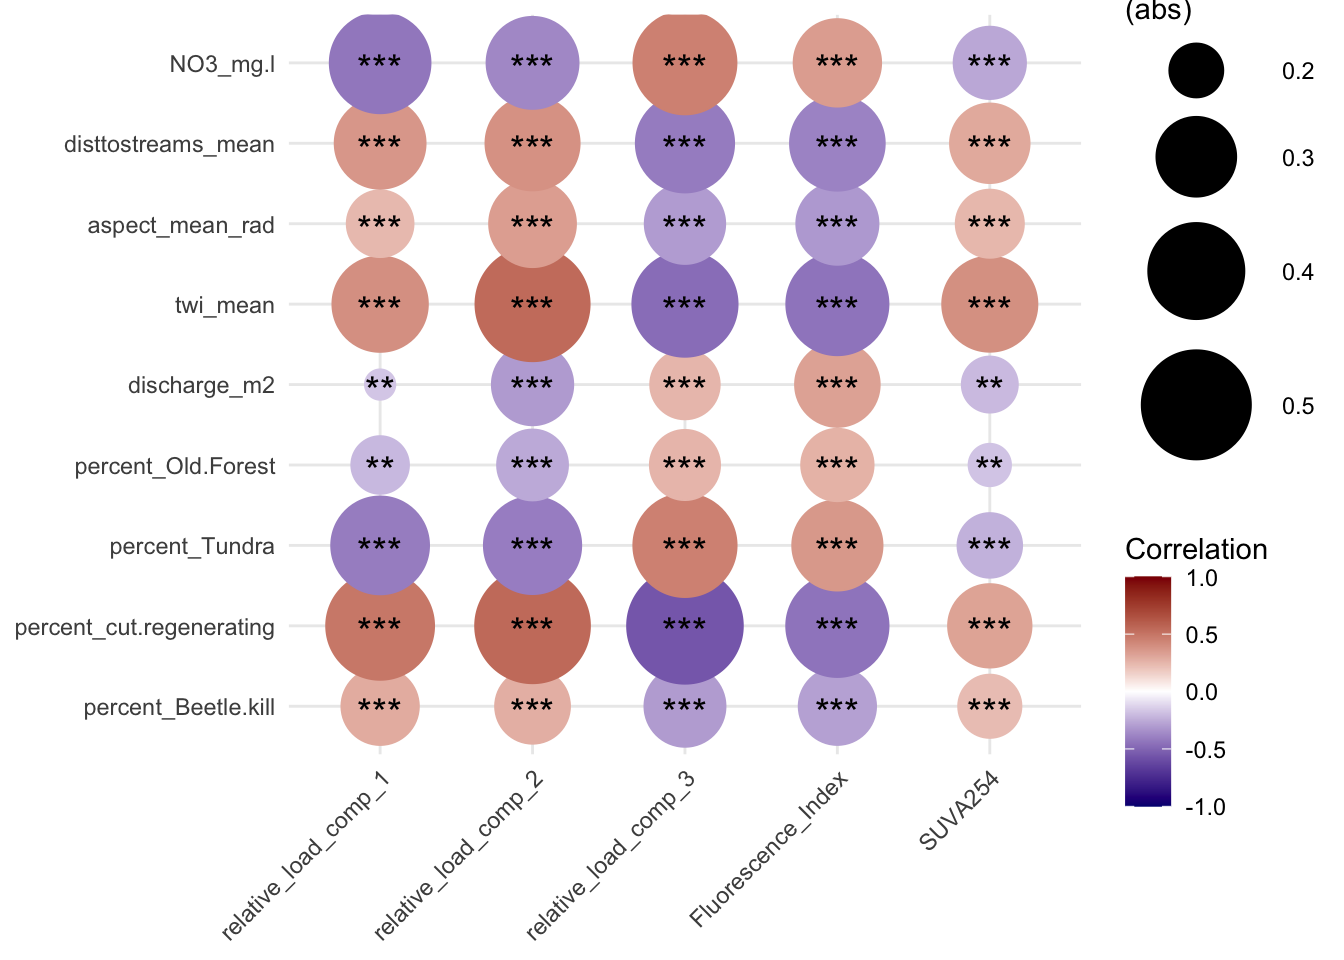 (abs)
0.2
0.3
0.4
0.5
NO3_mg.l *** *** *** *** ***
disttostreams_mean *** *** *** *** ***
aspect_mean_rad *** *** *** *** ***
twi_mean *** *** *** *** ***
discharge_m2 ** *** *** *** **
percent_Old.Forest ** *** *** *** **
percent_Tundra *** *** *** *** ***
percent_cut.regenerating *** *** *** *** ***
percent_Beetle.kill *** *** *** *** ***
relative_load_comp_1
relative_load_comp_2
relative_load_comp_3
Fluorescence_Index
SUVA254
Correlation
1.0
0.5
0.0
-0.5
-1.0